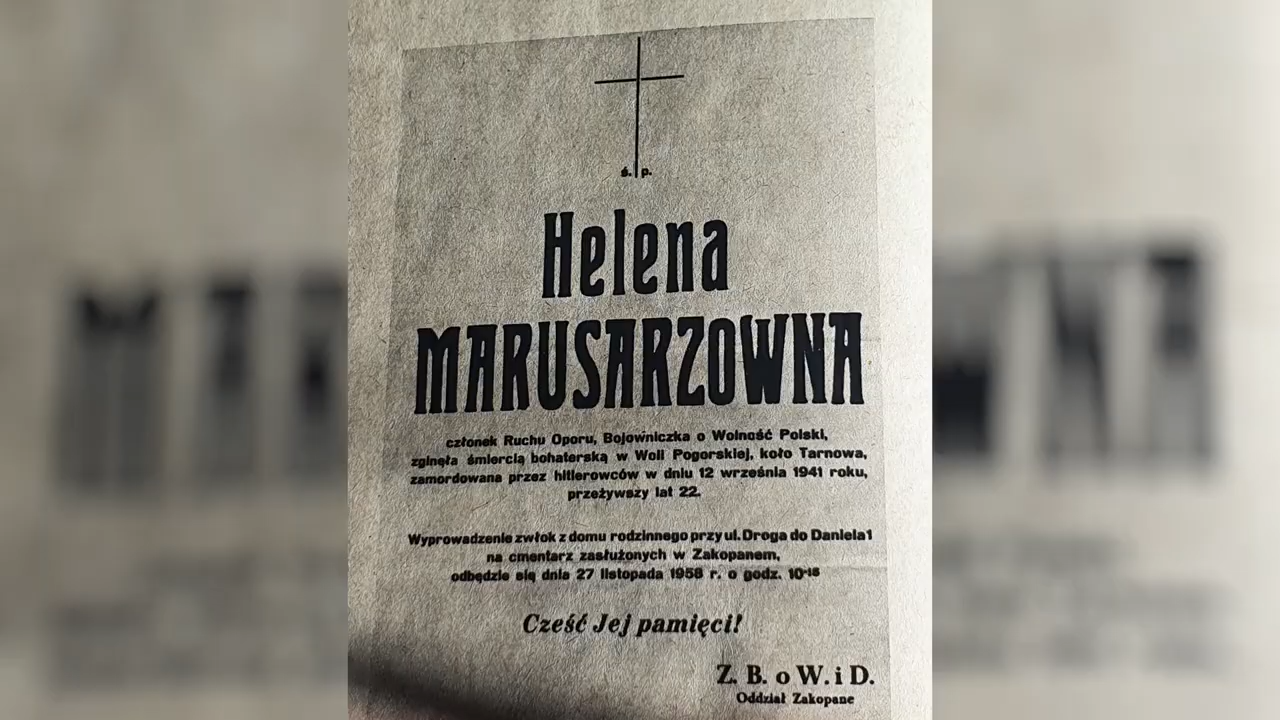 ś. p.
Helena
MARUSARZÓWNA
członek Ruchu Oporu, Bojowniczka o Wolność Polski,
zginęła śmiercią bohaterską w Woli Pogorskiej, koło Tarnowa,
zamordowana przez hitlerowców w dniu 12 września 1941 roku,
przeżywszy lat 22.
Wyprowadzenie zwłok z domu rodzinnego przy ul. Droga do Daniela 1
na cmentarz zasłużonych w Zakopanem,
odbędzie się dnia 27 listopada 1958 r. o godz. 10-15
Cześć Jej pamięci!
Z. B. o W. i D.
Oddział Zakopane